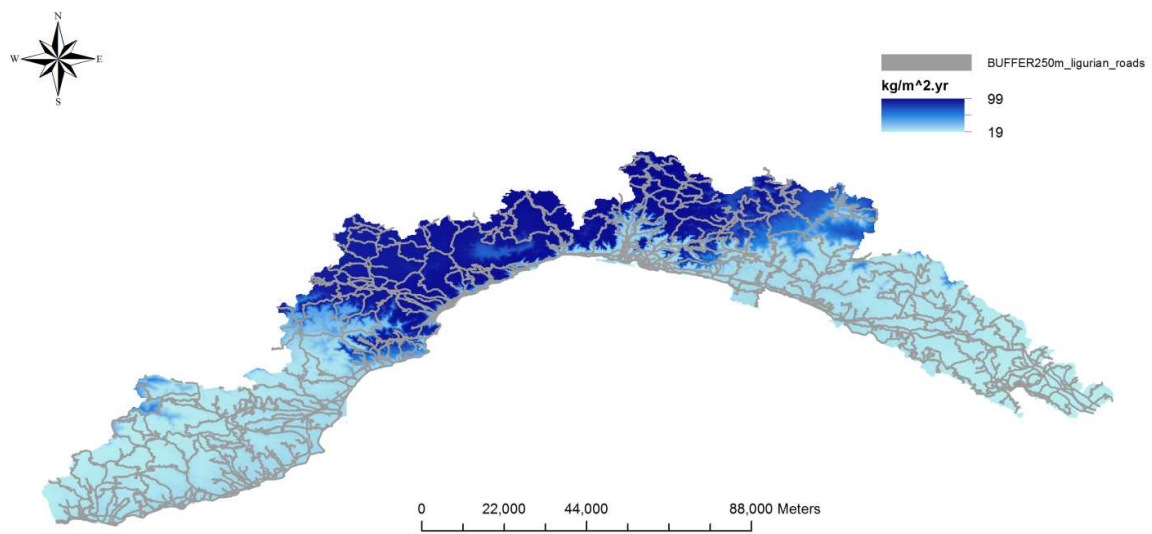 N
W E
S
BUFFER250m_ligurian_roads
kg/m^2.yr
99
19
0 22,000 44,000 88,000 Meters